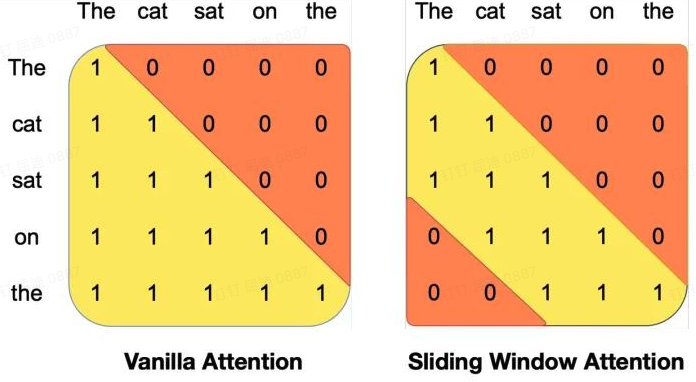 The cat sat on the The cat sat on the
The 1 0 0 0 0 1 0 0 0 0
cat 1 1 0 0 0 1 1 0 0 0
sat 1 1 1 0 0 1 1 1 0 0
on 1 1 1 1 0 0 1 1 1 0
the 1 1 1 1 1 0 0 1 1 1
Vanilla Attention Sliding Window Attention